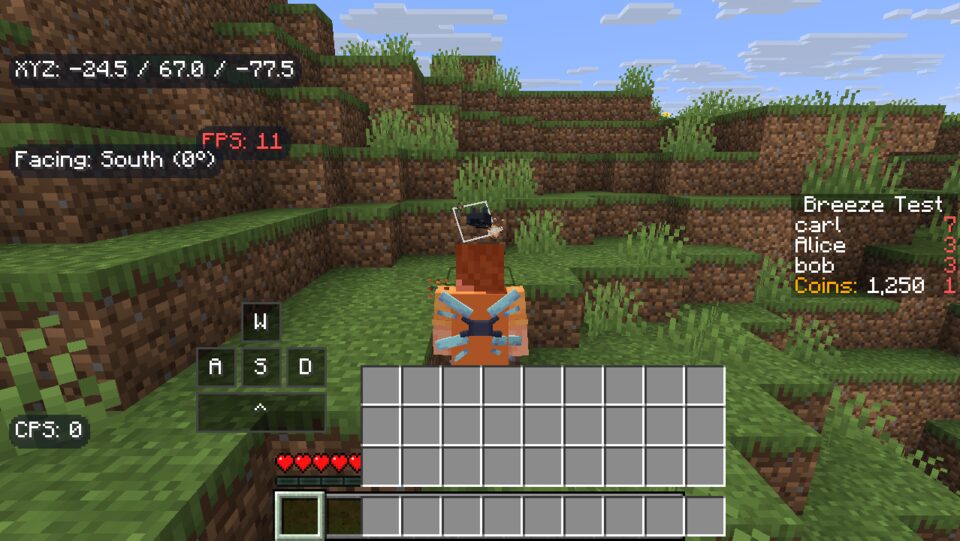 XYZ: -24.5 / 67.0 / -77.5
FPS: 11
Facing: South (0°)
Breeze Test
carl 7
Alice 3
bob 3
Coins: 1,250 1
W
A S D
^
CPS: 0